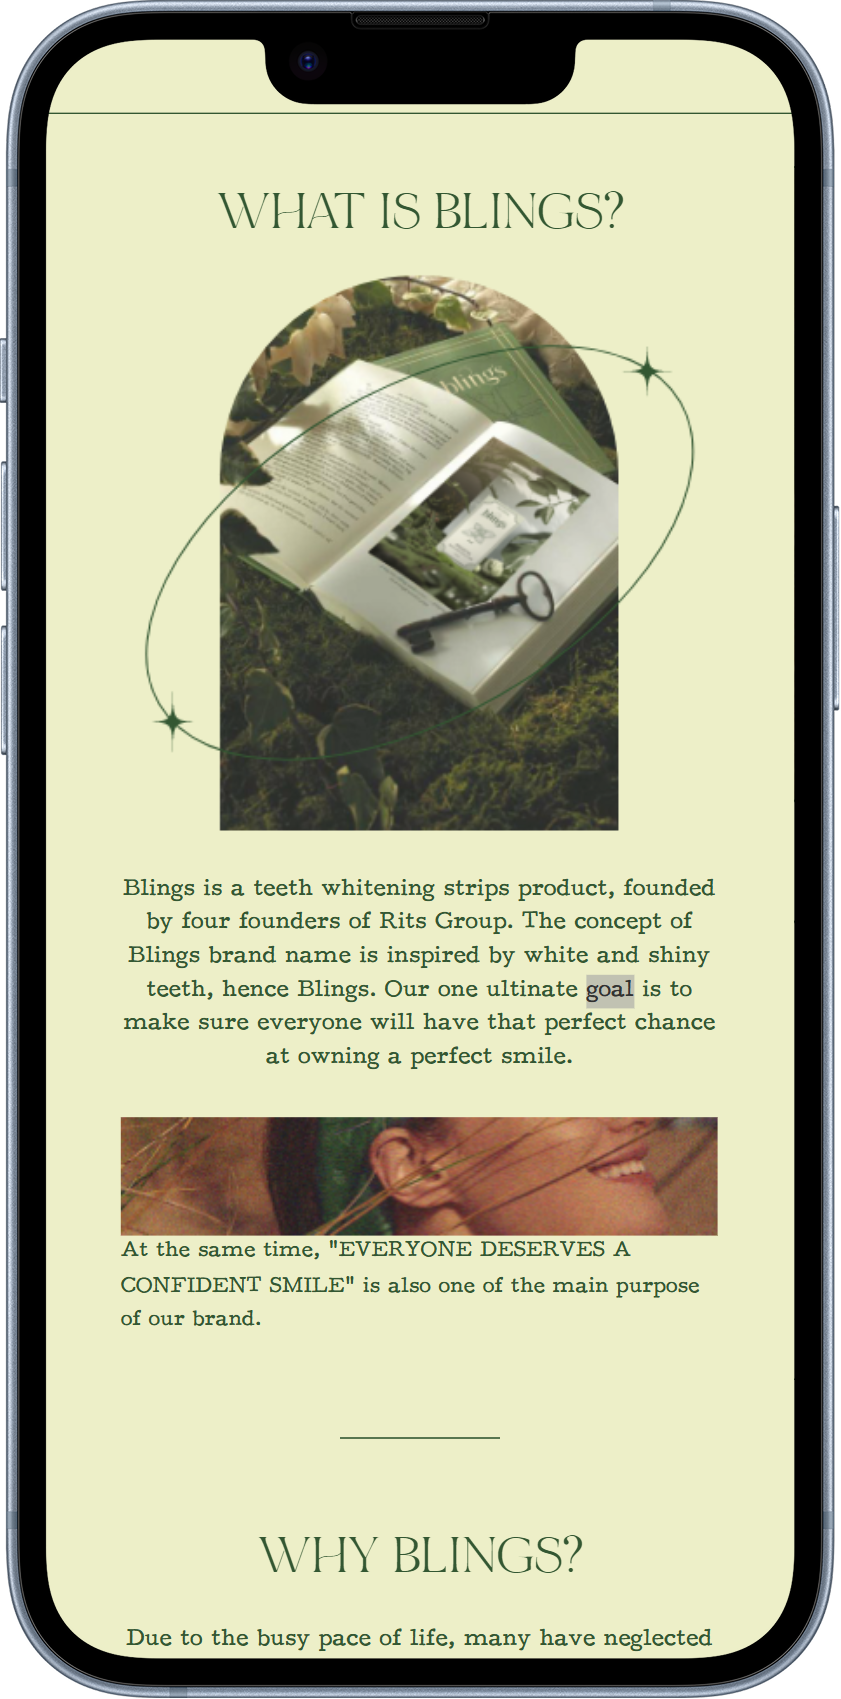 WHAT IS BLINGS?
blings
blings
Blings is a teeth whitening strips product, founded
by four founders of Rits Group. The concept of
Blings brand name is inspired by white and shiny
teeth, hence Blings. Our one ultinate goal is to
make sure everyone will have that perfect chance
at owning a perfect smile.
At the same time, "EVERYONE DESERVES A
CONFIDENT SMILE" is also one of the main purpose
of our brand.
WHY BLINGS?
Due to the busy pace of life, many have neglected